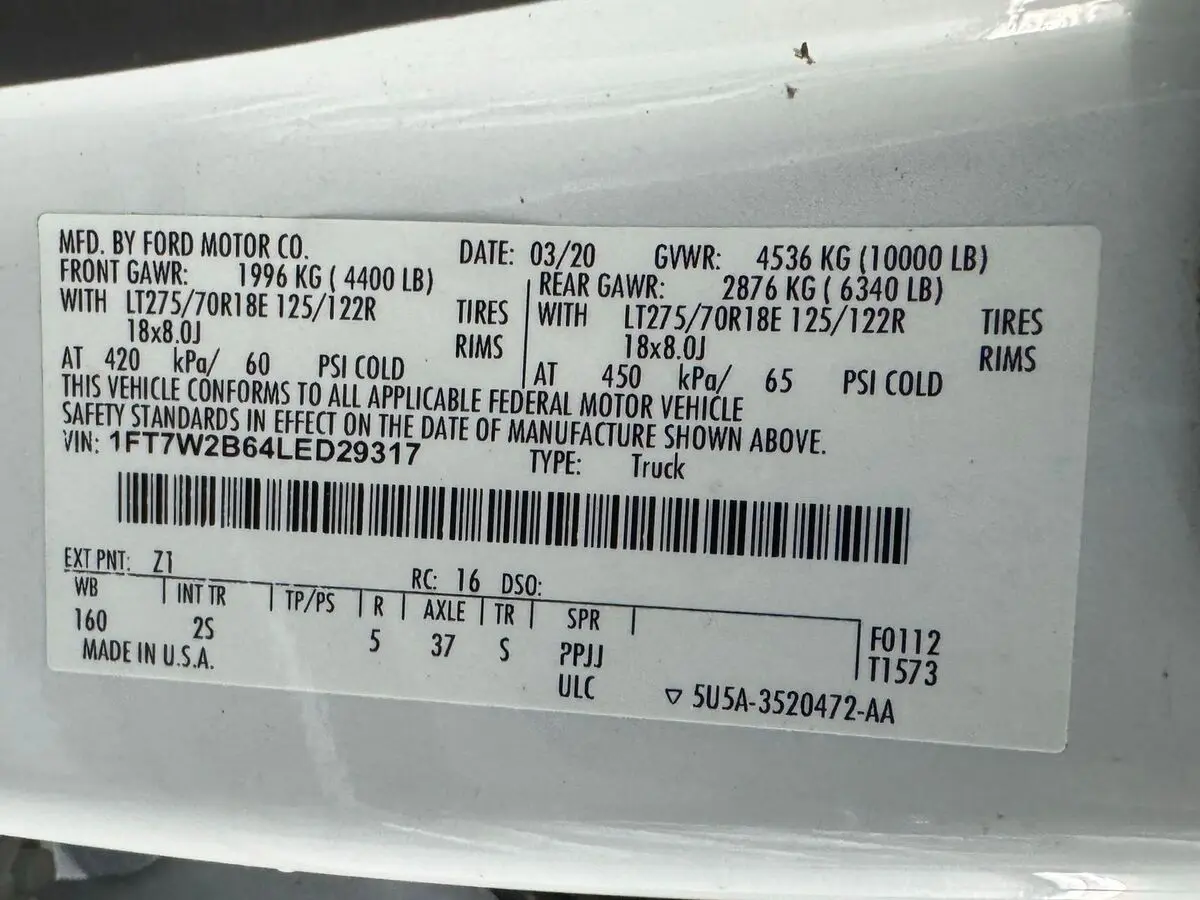 MFD. BY FORD MOTOR CO. DATE: 03/20 GVWR: 4536 KG (10000 LB)
FRONT GAWR: 1996 KG ( 4400 LB) REAR GAWR: 2876 KG ( 6340 LB)
WITH LT275/70R18E 125/122R TIRES WITH LT275/70R18E 125/122R TIRES
18x8.0J RIMS 18x8.0J RIMS
AT 420 kPa/ 60 PSI COLD AT 450 kPa/ 65 PSI COLD
THIS VEHICLE CONFORMS TO ALL APPLICABLE FEDERAL MOTOR VEHICLE
SAFETY STANDARDS IN EFFECT ON THE DATE OF MANUFACTURE SHOWN ABOVE.
VIN: 1FT7W2B64LED29317 TYPE: Truck
EXT PNT: Z1 RC: 16 DSO:
WB INT TR TP/PS R AXLE TR SPR F0112
160 2S 5 37 S PPJJ T1573
MADE IN U.S.A. ULC ▽ 5U5A-3520472-AA